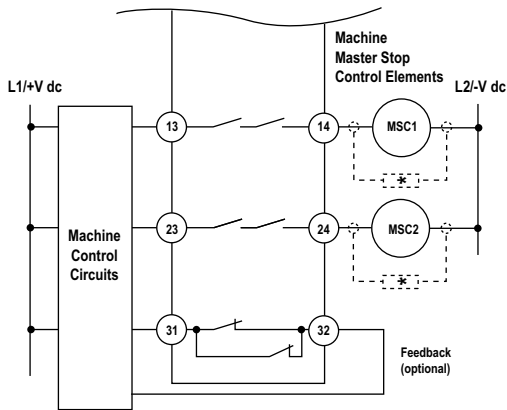 Machine
Master Stop
Control Elements
L1/+V dc
L2/-V dc
13
14
MSC1
*
23
24
MSC2
*
Machine
Control
Circuits
31
32
Feedback
(optional)